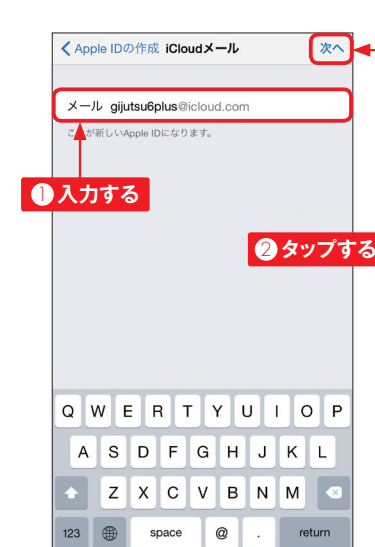 Apple IDの作成 iCloudメール 次へ
メール gijutsu6plus@icloud.com
これが新しいApple IDになります。
① 入力する
② タップする
Q W E R T Y U I O P
A S D F G H J K L
Z X C V B N M
123 space @ . return